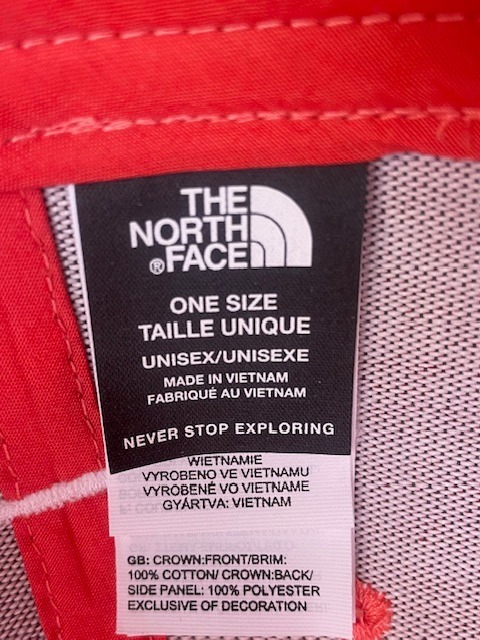 THE
NORTH
FACE
®
ONE SIZE
TAILLE UNIQUE
UNISEX/UNISEXE
MADE IN VIETNAM
FABRIQUÉ AU VIETNAM
NEVER STOP EXPLORING
WIETNAMIE
VYROBENO VE VIETNAMU
VYRÔBENÉ VO VIETNAME
GYÁRTVA: VIETNAM
GB: CROWN:FRONT/BRIM:
100% COTTON/ CROWN:BACK/
SIDE PANEL: 100% POLYESTER
EXCLUSIVE OF DECORATION